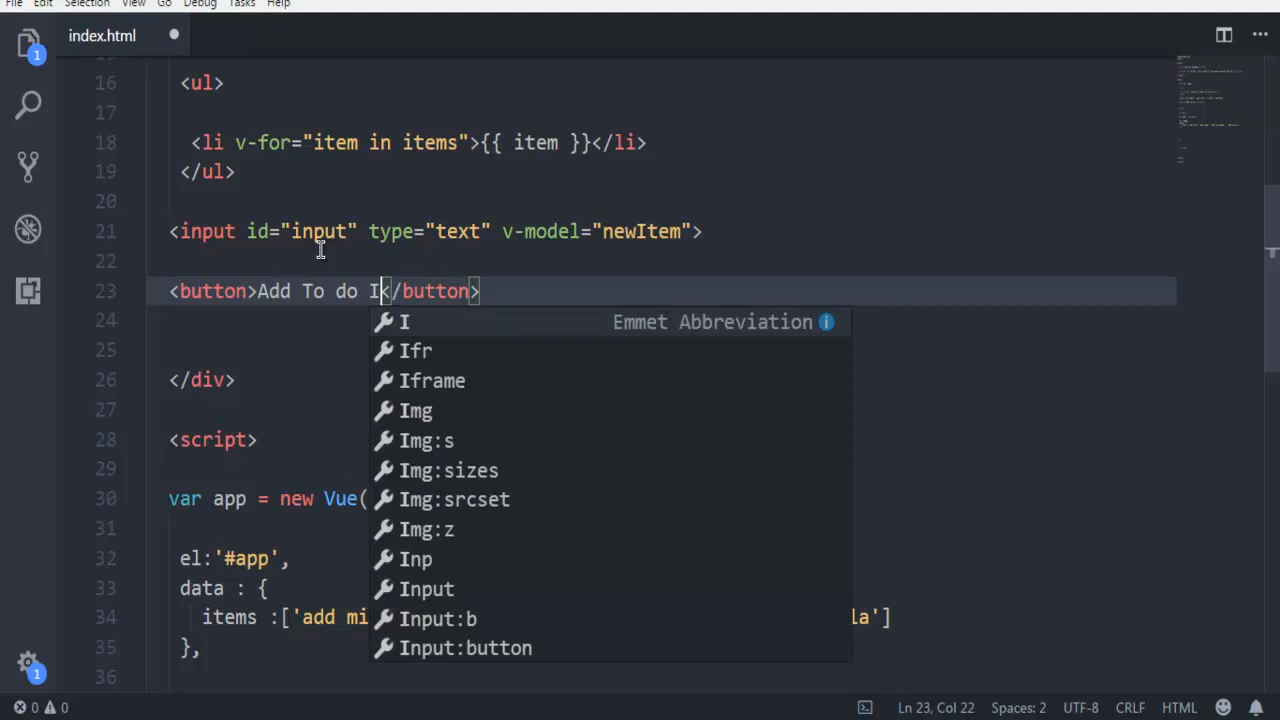 File Edit Selection View Go Debug Tasks Help
index.html
1
15
16 <ul>
17
18 <li v-for="item in items">{{ item }}</li>
19 </ul>
20
21 <input id="input" type="text" v-model="newItem">
22
23 <button>Add To do I</button>
24 I Emmet Abbreviation
25 Ifr
26 </div> Iframe
27 Img
28 <script> Img:s
29 Img:sizes
30 var app = new Vue( Img:srcset
31 Img:z
32 el:'#app', Inp
33 data : { Input
34 items :['add mi Input:b la']
35 }, Input:button
36
1
0 0 Ln 23, Col 22 Spaces: 2 UTF-8 CRLF HTML